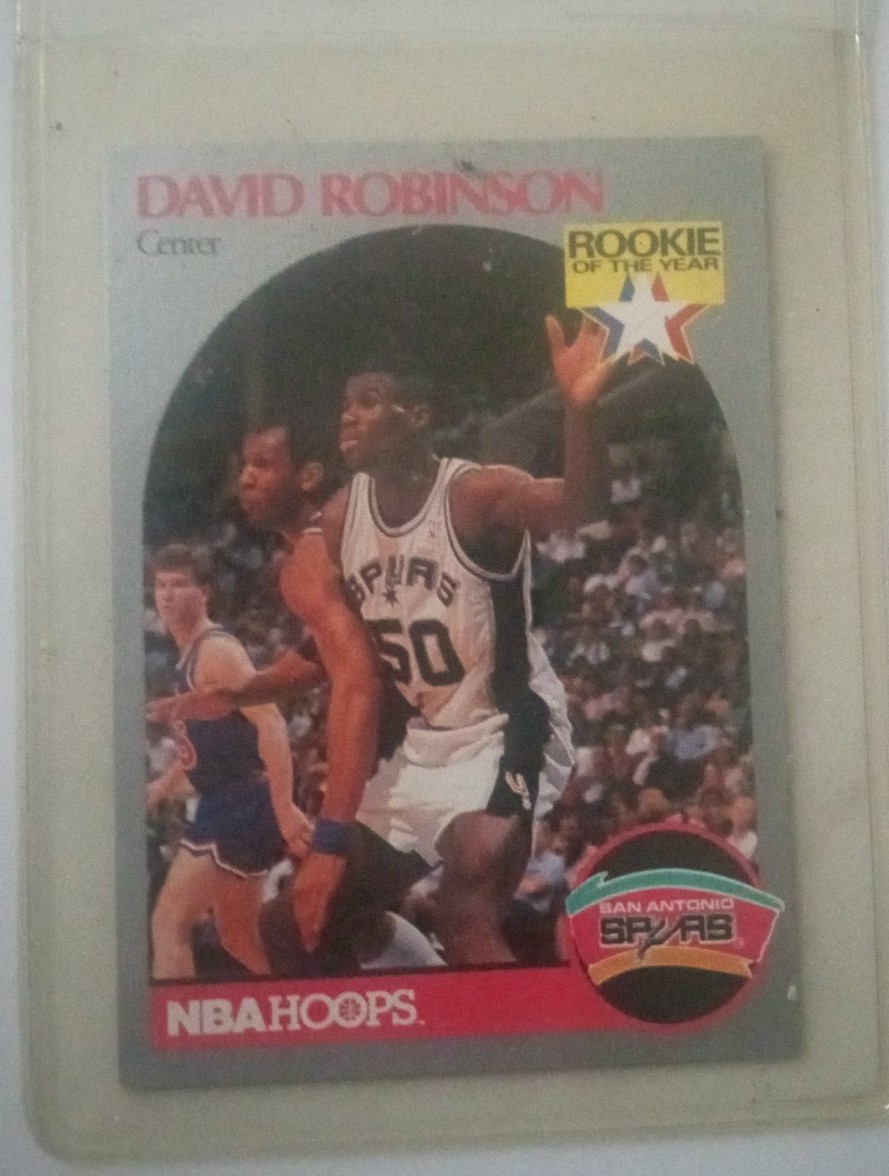 DAVID ROBINSON
Center
ROOKIE
OF THE YEAR
SPURS
50
SAN ANTONIO
SPURS
NBA HOOPS